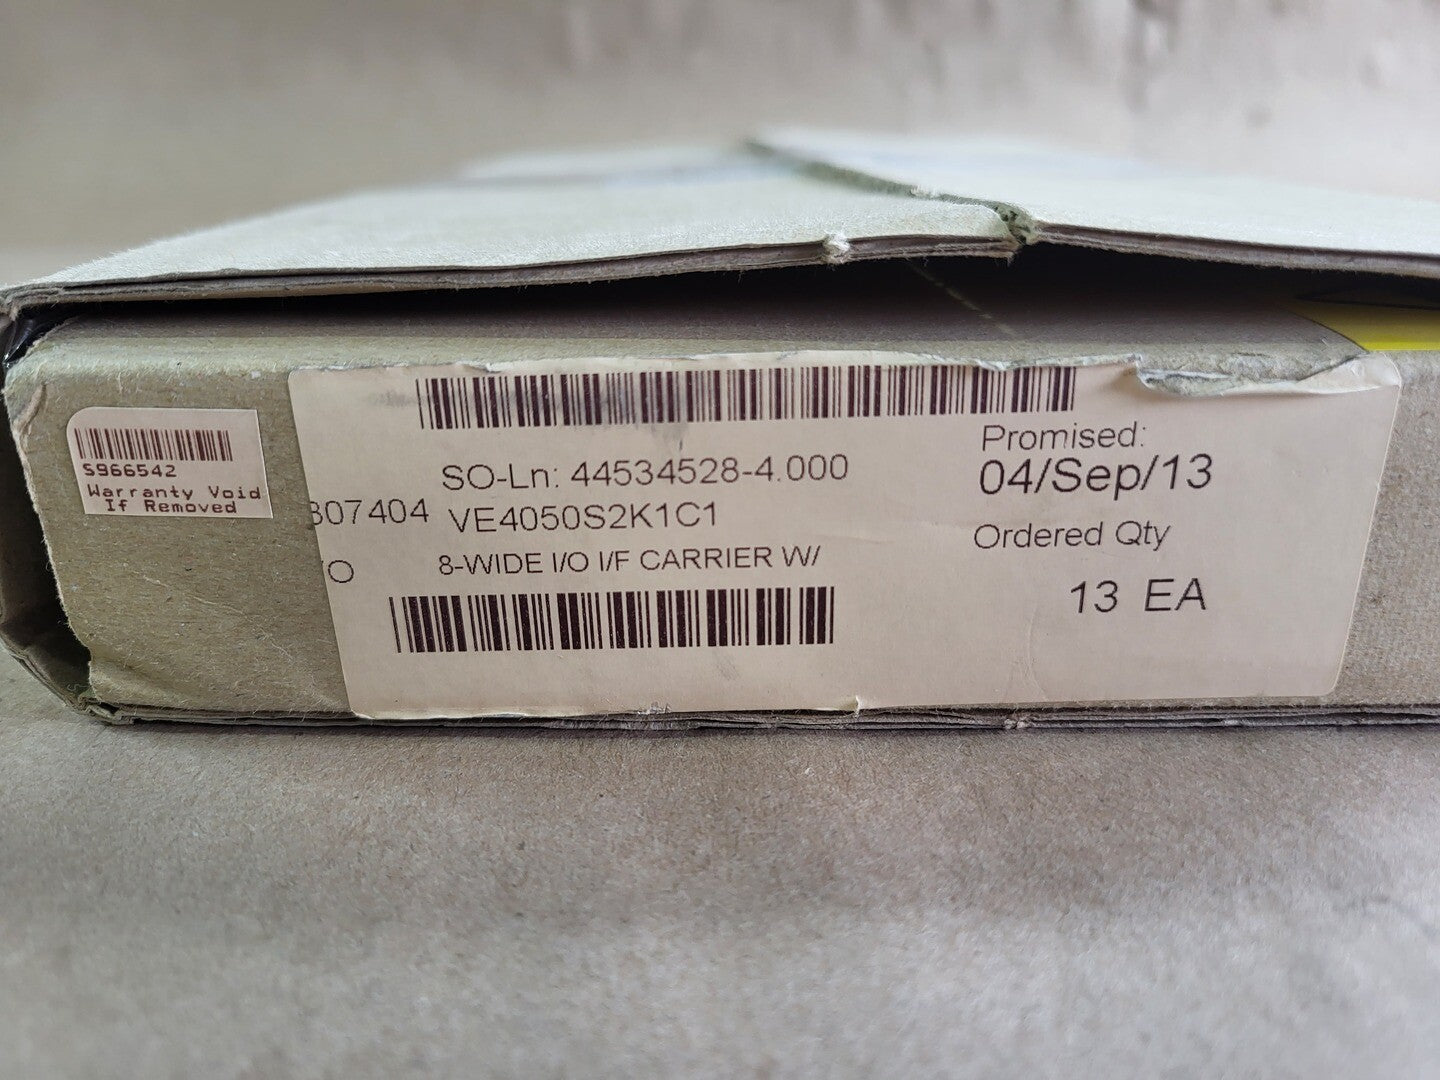 S966542
Warranty Void
If Removed
SO-Ln: 44534528-4.000
307404 VE4050S2K1C1
O 8-WIDE I/O I/F CARRIER W/
Promised:
04/Sep/13
Ordered Qty
13 EA